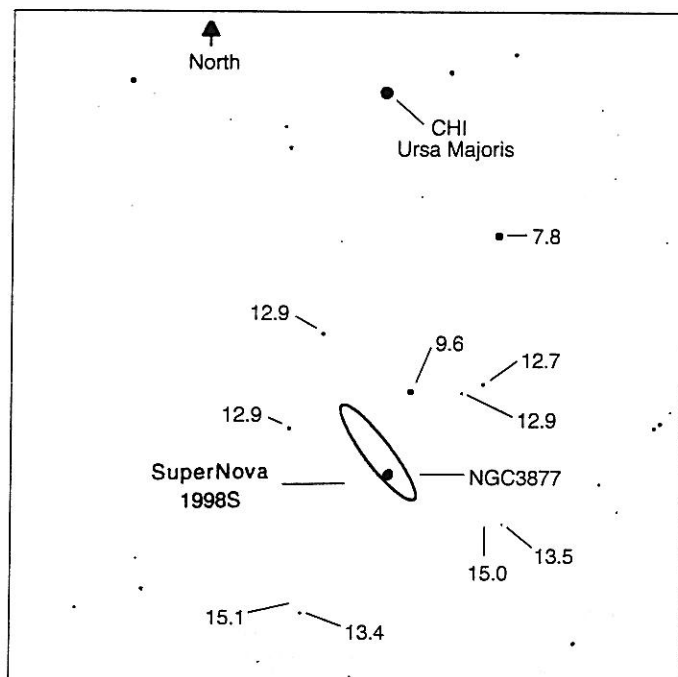 North
CHI
Ursa Majoris
7.8
12.9
9.6
12.7
12.9
12.9
SuperNova
1998S
NGC3877
13.5
15.0
15.1
13.4